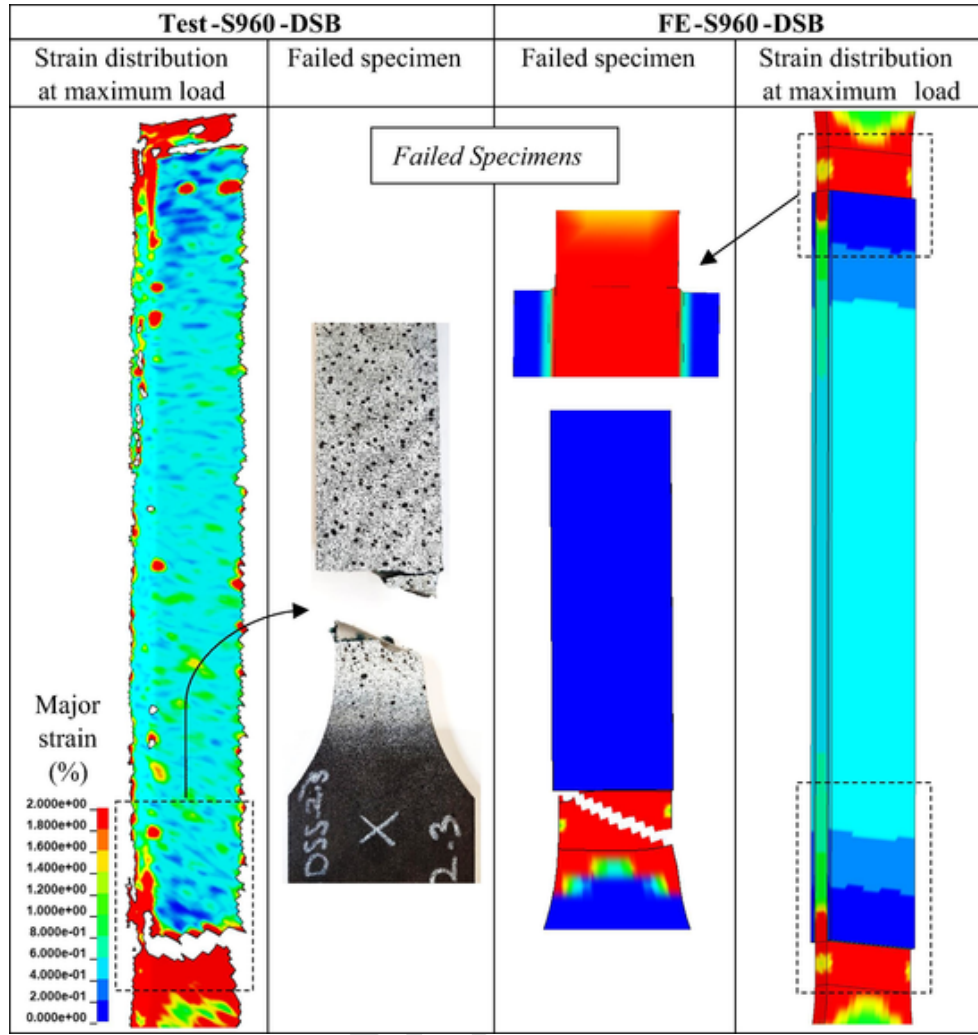 Test-S960-DSB
FE-S960-DSB
Strain distribution
at maximum load
Failed specimen
Failed specimen
Strain distribution
at maximum load
Failed Specimens
Major
strain
(%)
2.000e+00
1.800e+00
1.600e+00
1.400e+00
1.200e+00
1.000e+00
8.000e-01
6.000e-01
4.000e-01
2.000e-01
0.000e+00
DSS-2.3
X
2.3